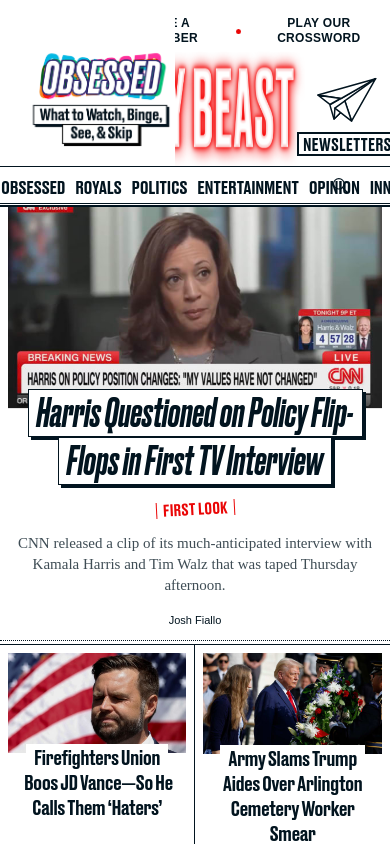 E A
BER
PLAY OUR
CROSSWORD
OBSESSED
What to Watch, Binge,
See, & Skip
Y BEAST
NEWSLETTERS
OBSESSED ROYALS POLITICS ENTERTAINMENT OPINION INN
CNN Exclusive
TONIGHT 9P ET
Harris & Walz
4 57 28
BREAKING NEWS
LIVE
HARRIS ON POLICY POSITION CHANGES: "MY VALUES HAVE NOT CHANGED"
CNN
Harris Questioned on Policy Flip-
Flops in First TV Interview
FIRST LOOK
CNN released a clip of its much-anticipated interview with
Kamala Harris and Tim Walz that was taped Thursday
afternoon.
Josh Fiallo
Firefighters Union
Boos JD Vance—So He
Calls Them ‘Haters’
Army Slams Trump
Aides Over Arlington
Cemetery Worker
Smear